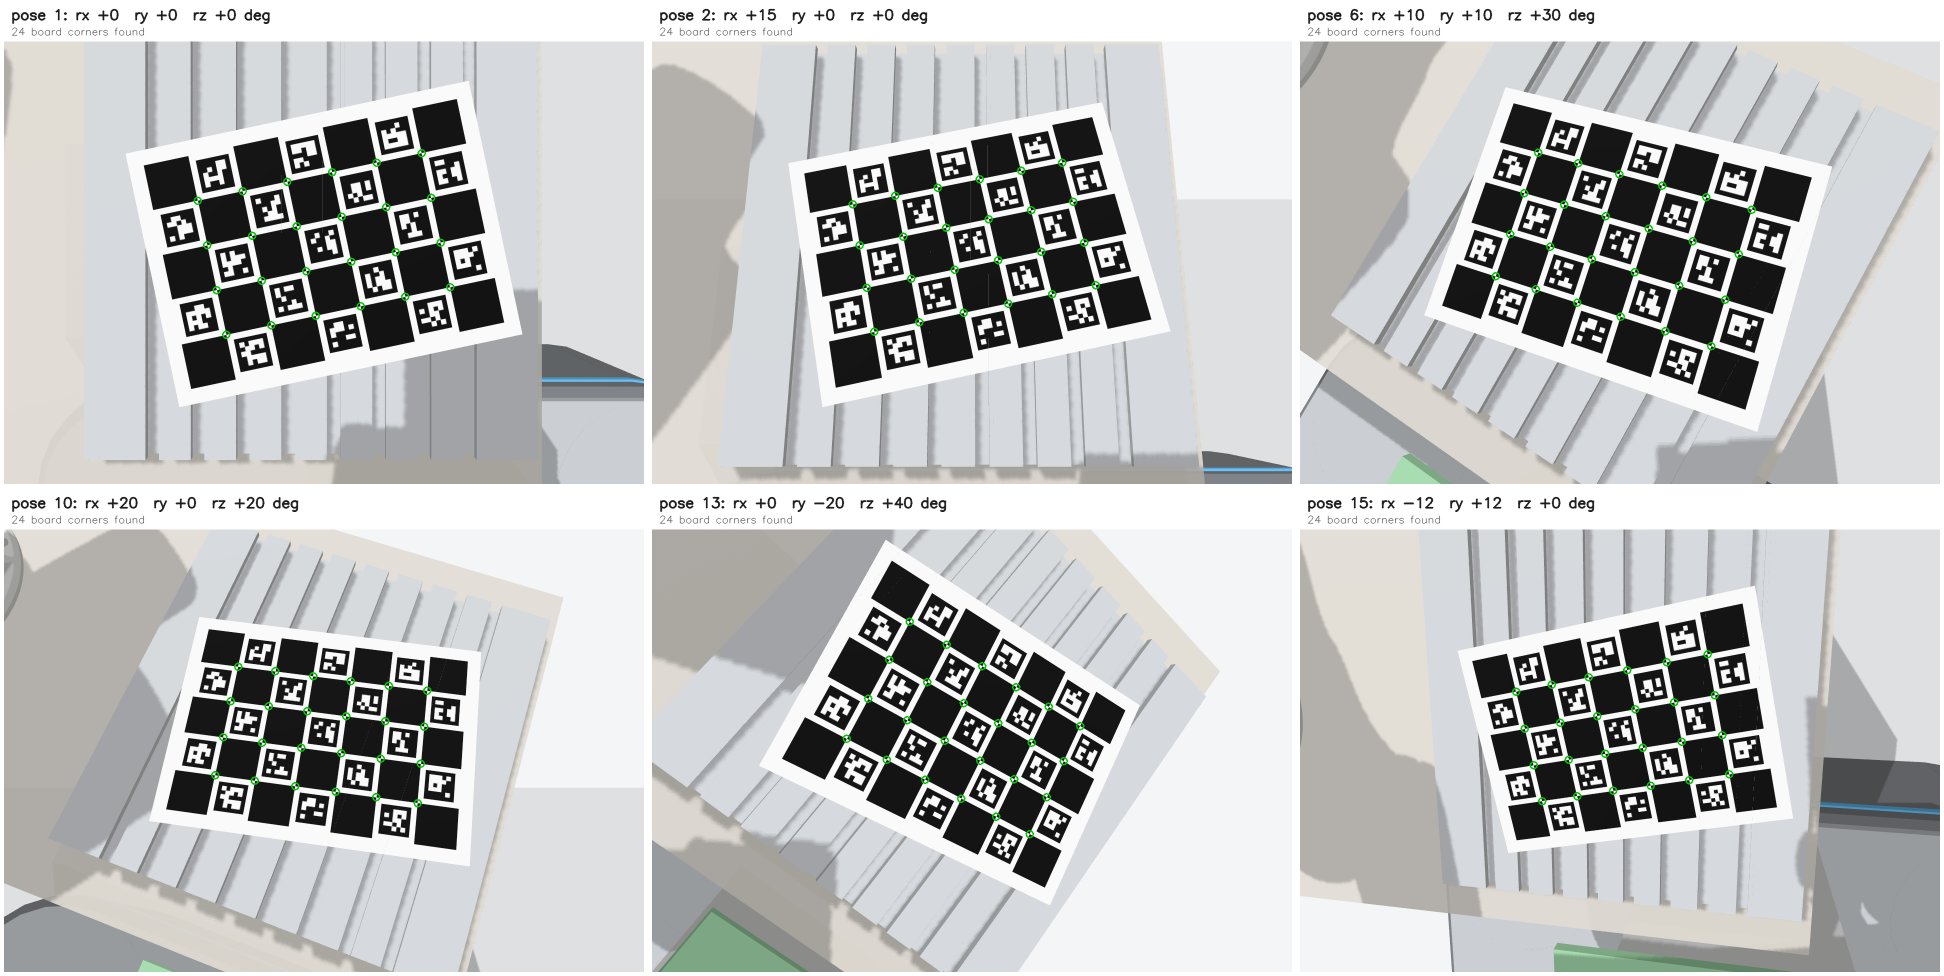 pose 1: rx +0 ry +0 rz +0 deg
24 board corners found
pose 2: rx +15 ry +0 rz +0 deg
24 board corners found
pose 6: rx +10 ry +10 rz +30 deg
24 board corners found
pose 10: rx +20 ry +0 rz +20 deg
24 board corners found
pose 13: rx +0 ry -20 rz +40 deg
24 board corners found
pose 15: rx -12 ry +12 rz +0 deg
24 board corners found